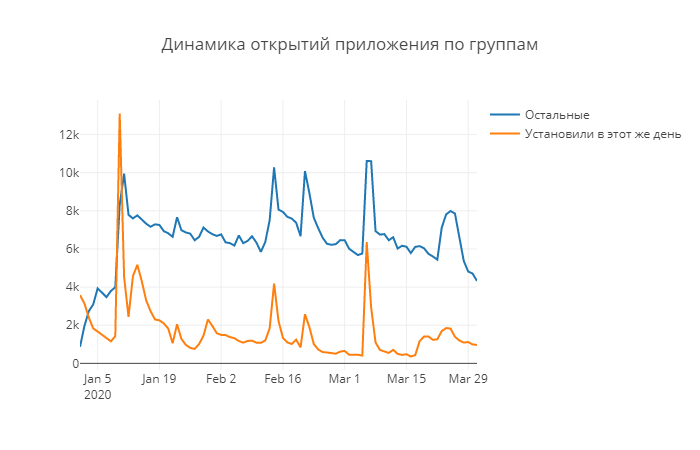 Динамика открытий приложения по группам
Остальные
Установили в этот же день
12k
10k
8k
6k
4k
2k
0
Jan 5
2020
Jan 19
Feb 2
Feb 16
Mar 1
Mar 15
Mar 29